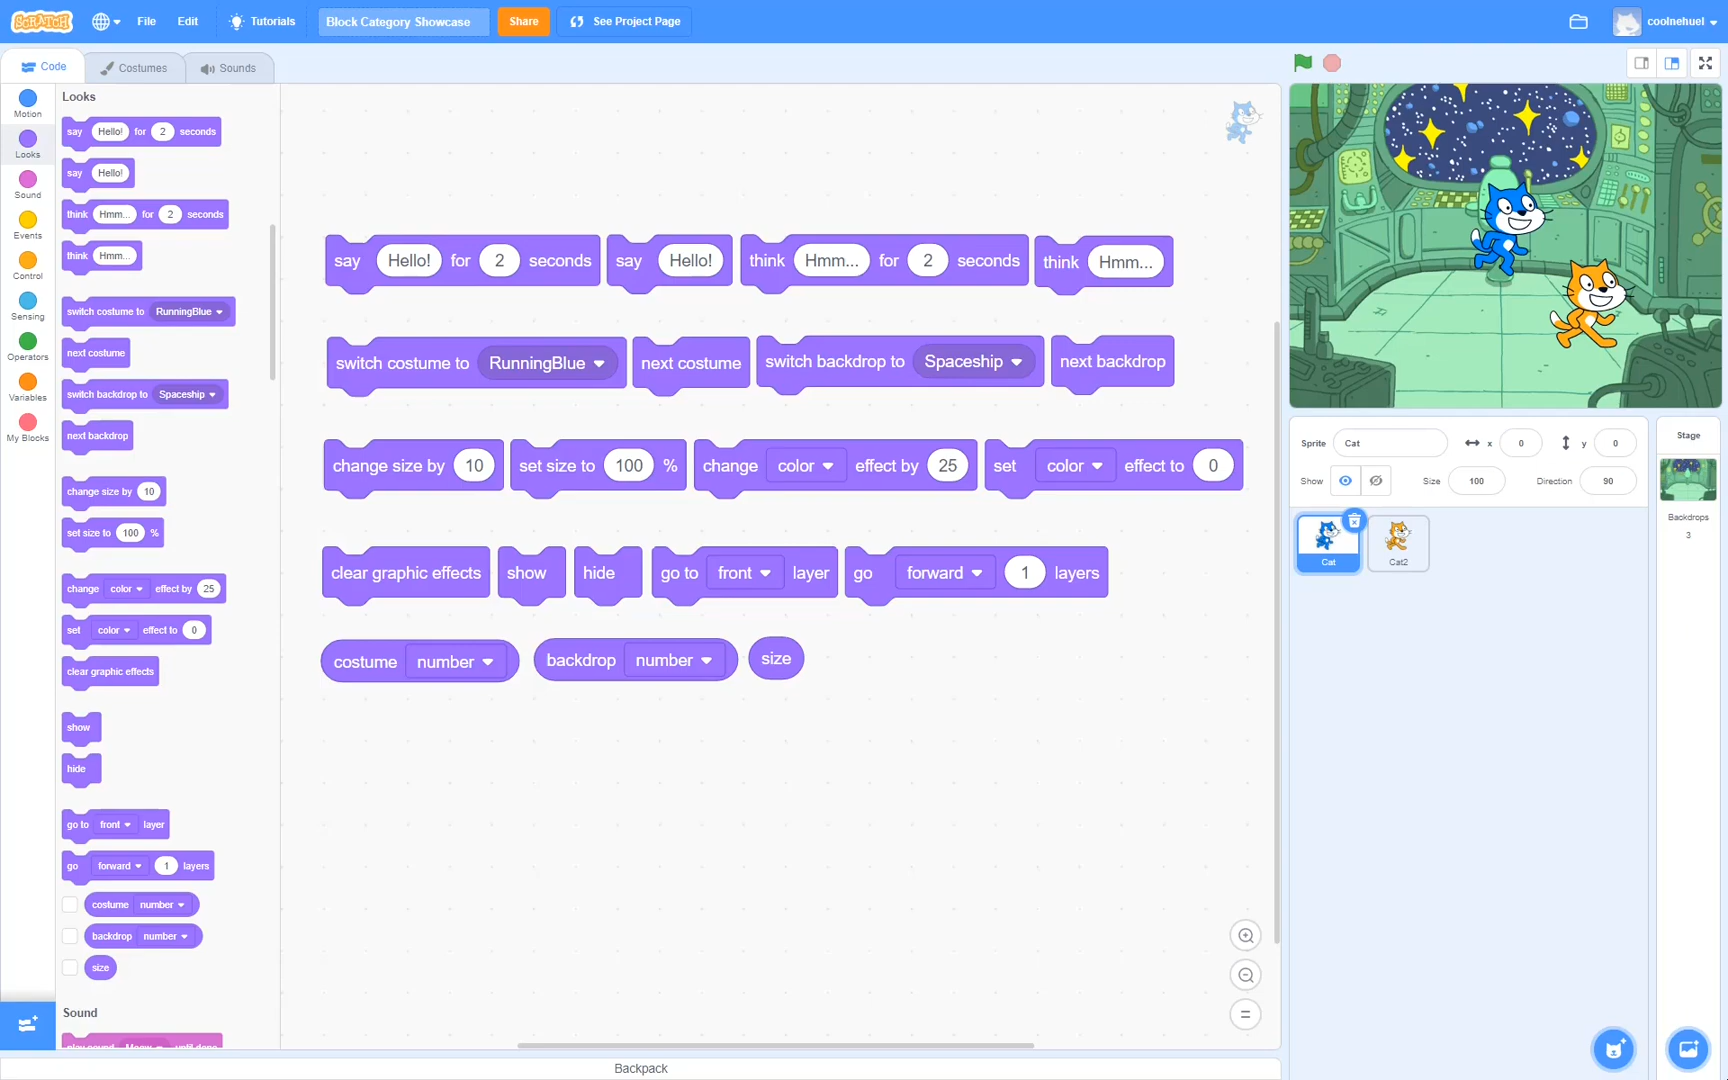 SCRATCH File Edit Tutorials Block Category Showcase Share See Project Page coolnehuel
Code Costumes Sounds
Motion
Looks
Sound
Events
Control
Sensing
Operators
Variables
My Blocks
Looks
say Hello! for 2 seconds
say Hello!
think Hmm... for 2 seconds
think Hmm...
switch costume to RunningBlue
next costume
switch backdrop to Spaceship
next backdrop
change size by 10
set size to 100 %
change color effect by 25
set color effect to 0
clear graphic effects
show
hide
go to front layer
go forward 1 layers
costume number
backdrop number
size
Sound
play sound Meow until done
say Hello! for 2 seconds say Hello! think Hmm... for 2 seconds think Hmm...
switch costume to RunningBlue next costume switch backdrop to Spaceship next backdrop
change size by 10 set size to 100 % change color effect by 25 set color effect to 0
clear graphic effects show hide go to front layer go forward 1 layers
costume number backdrop number size
=
Backpack
Sprite Cat x 0 y 0
Show Size 100 Direction 90
Cat Cat2
Stage
Backdrops
3